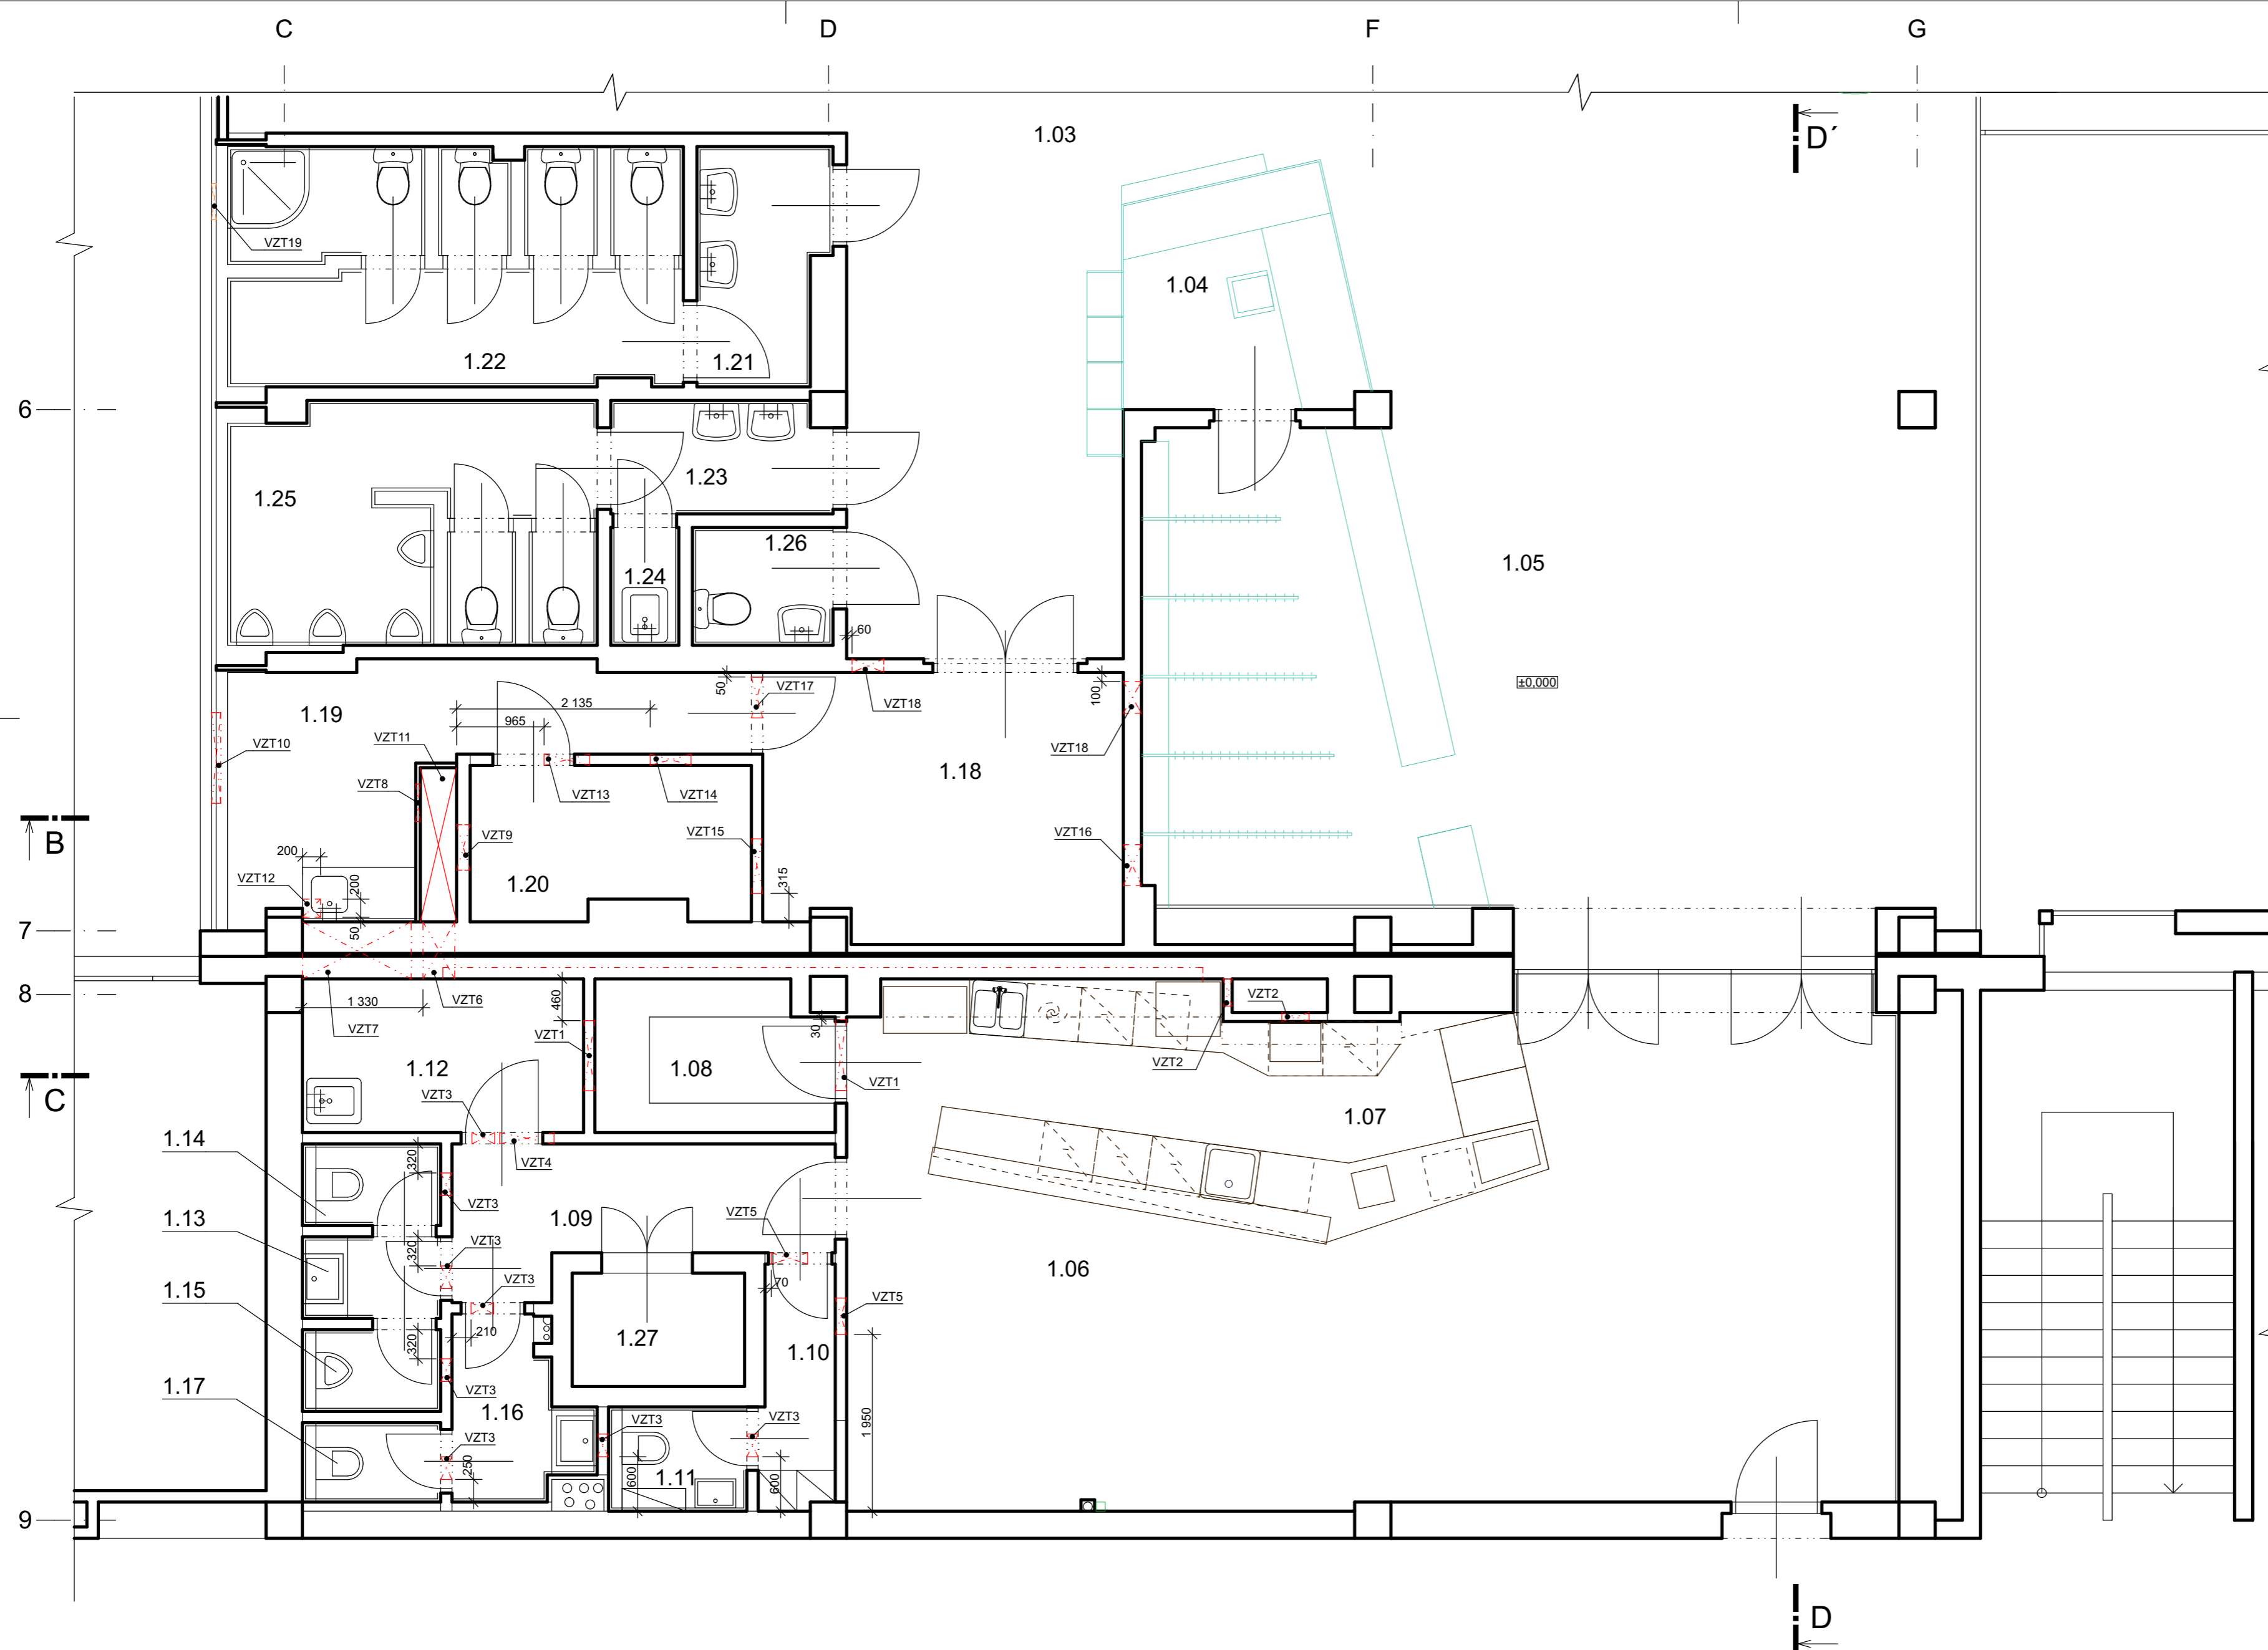 C D F G
1.03
D´
VZT19
1.04
1.22 1.21
6
1.23
1.25
1.26
1.05
1.24
60
±0,000
50 VZT17
100
2 135
VZT18
1.19
965
VZT11
VZT10
VZT18
1.18
VZT8
VZT13 VZT14
B
VZT9 VZT15 VZT16
200
VZT12
200
1.20
315
7
50
8
1 330
VZT7
VZT6
460
VZT2
30
VZT1
VZT2
1.12 1.08
VZT1
C
VZT3
1.07
1.14
320
VZT4
VZT3
1.13
1.09
VZT5
320
VZT3
1.06
VZT3
70
1.15
VZT5
210
320
1.27
1.10
1.17
VZT3
1.16
VZT3
VZT3
1 950
VZT3
250
600
1.11
600
9
D